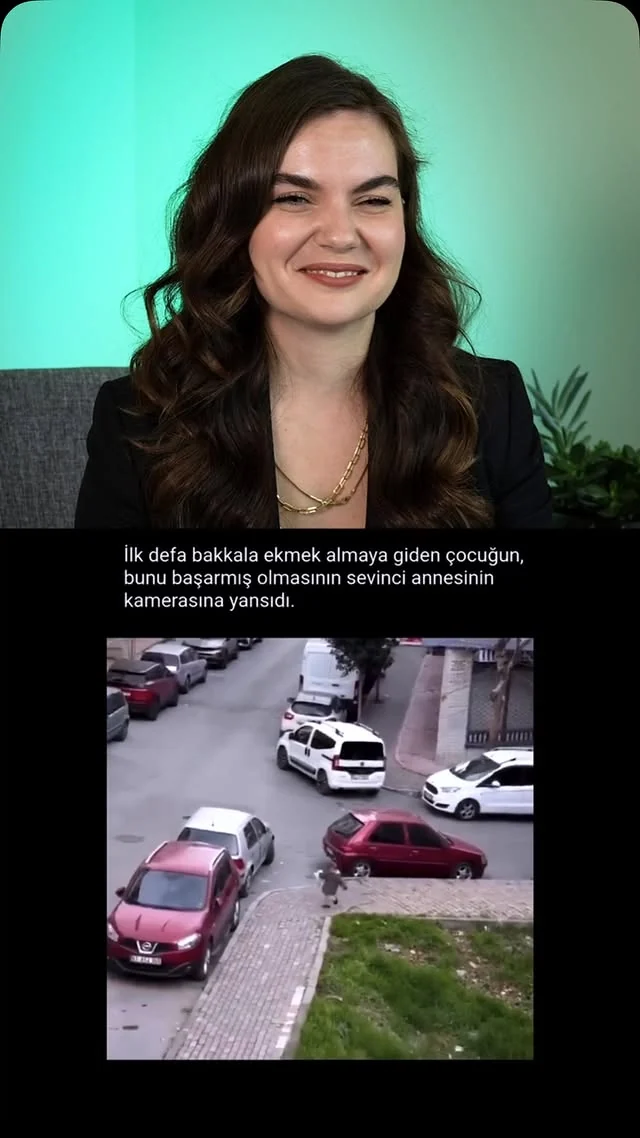 İlk defa bakkala ekmek almaya giden çocuğun,
bunu başarmış olmasının sevinci annesinin
kamerasına yansıdı.